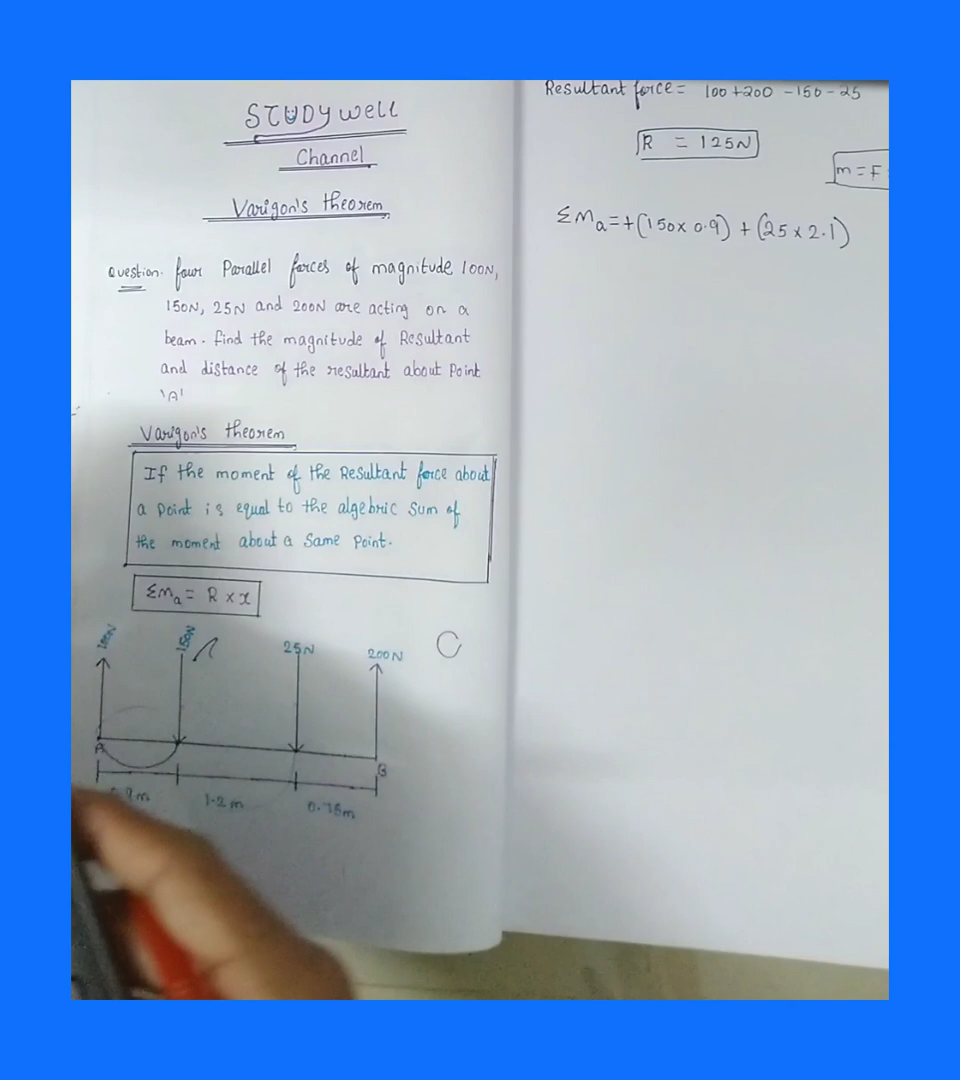 STUDY well
Channel
Varigon's theorem
Question. four Parallel forces of magnitude 100N,
150N, 25N and 200N are acting on a
beam. find the magnitude of Resultant
and distance of the resultant about Point
'A'
Varigon's theorem
If the moment of the Resultant force about
a point is equal to the algebric sum of
the moment about a same point.
Σma = R × x
100N 150N 25N 200N
A B
1.2m 0.75m
Resultant force = 100 + 200 - 150 - 25
R = 125N
m = F
ΣMa = + (150 x 0.9) + (25 x 2.1)